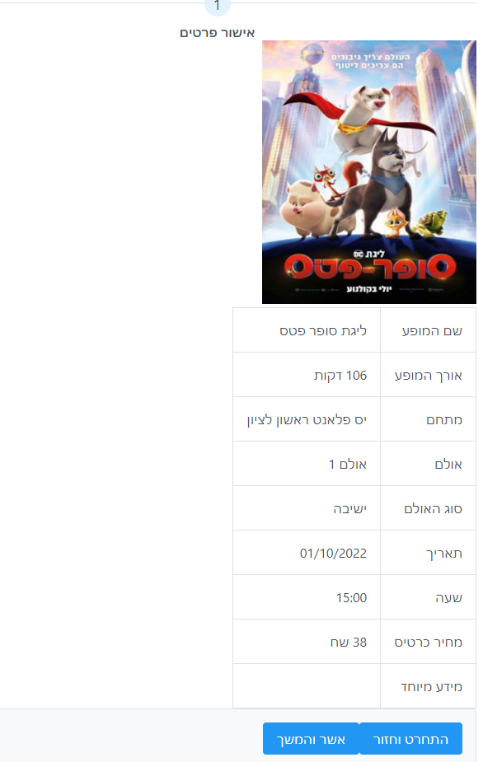 1
אישור פרטים
העולם צריך גיבורים
הם צריכים ליטוף
ליגת DC
סופר-פטס
יולי בקולנוע
שם המופע ליגת סופר פטס
אורך המופע 106 דקות
מתחם יס פלאנט ראשון לציון
אולם אולם 1
סוג האולם ישיבה
תאריך 01/10/2022
שעה 15:00
מחיר כרטיס 38 שח
מידע מיוחד
התחרט וחזור אשר והמשך